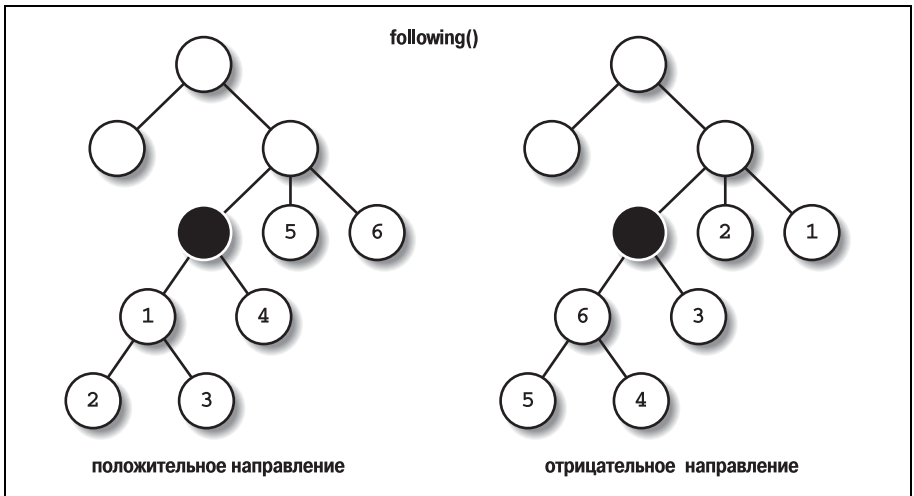 following()
5 6 2 1
1 4 6 3
2 3 5 4
положительное направление отрицательное направление